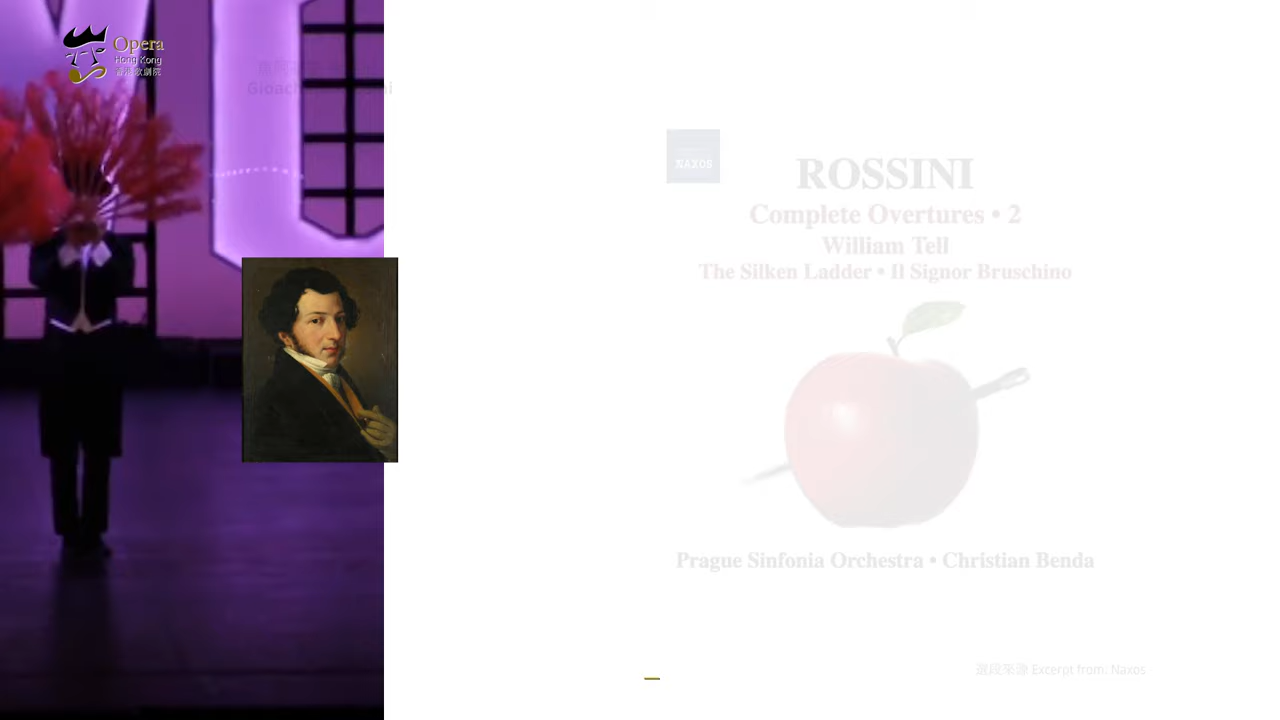 Opera
Hong Kong
香港歌劇院
NAXOS
ROSSINI
Complete Overtures • 2
William Tell
The Silken Ladder • Il Signor Bruschino
Prague Sinfonia Orchestra • Christian Benda
選段來源 Excerpt from: Naxos